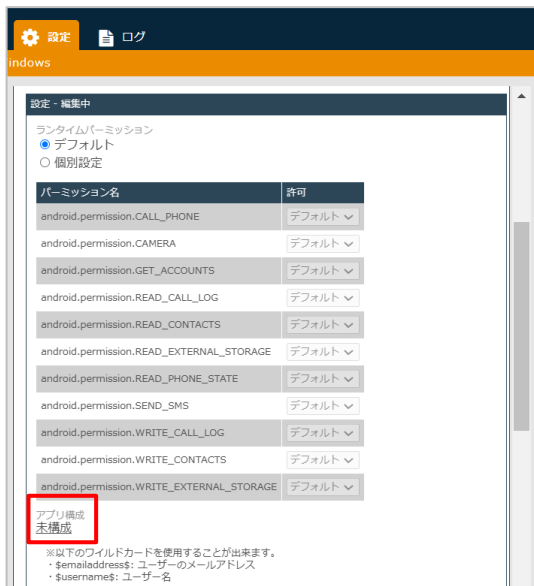 設定 ログ
indows
設定 - 編集中
ランタイムパーミッション
デフォルト
個別設定
パーミッション名 許可
android.permission.CALL_PHONE デフォルト
android.permission.CAMERA デフォルト
android.permission.GET_ACCOUNTS デフォルト
android.permission.READ_CALL_LOG デフォルト
android.permission.READ_CONTACTS デフォルト
android.permission.READ_EXTERNAL_STORAGE デフォルト
android.permission.READ_PHONE_STATE デフォルト
android.permission.SEND_SMS デフォルト
android.permission.WRITE_CALL_LOG デフォルト
android.permission.WRITE_CONTACTS デフォルト
android.permission.WRITE_EXTERNAL_STORAGE デフォルト
アプリ構成
未構成
※以下のワイルドカードを使用することが出来ます。
・$emailaddress$: ユーザーのメールアドレス
・$username$: ユーザー名